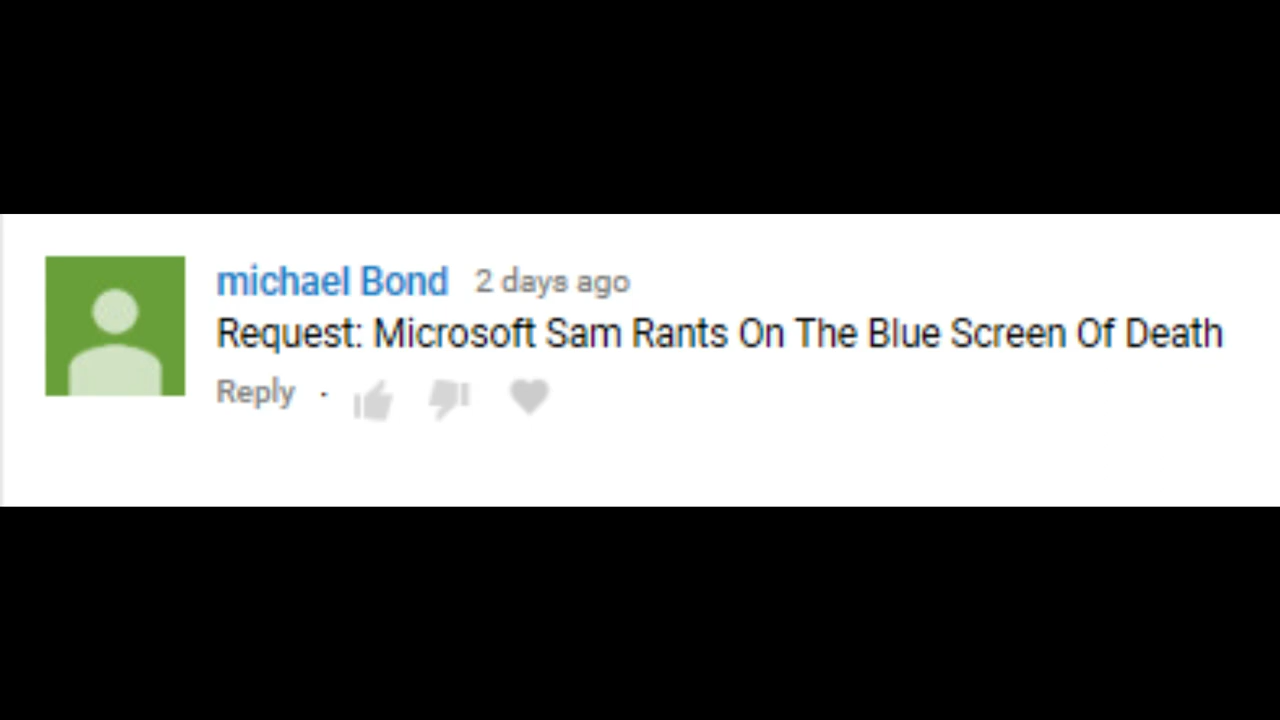 michael Bond 2 days ago
Request: Microsoft Sam Rants On The Blue Screen Of Death
Reply ·